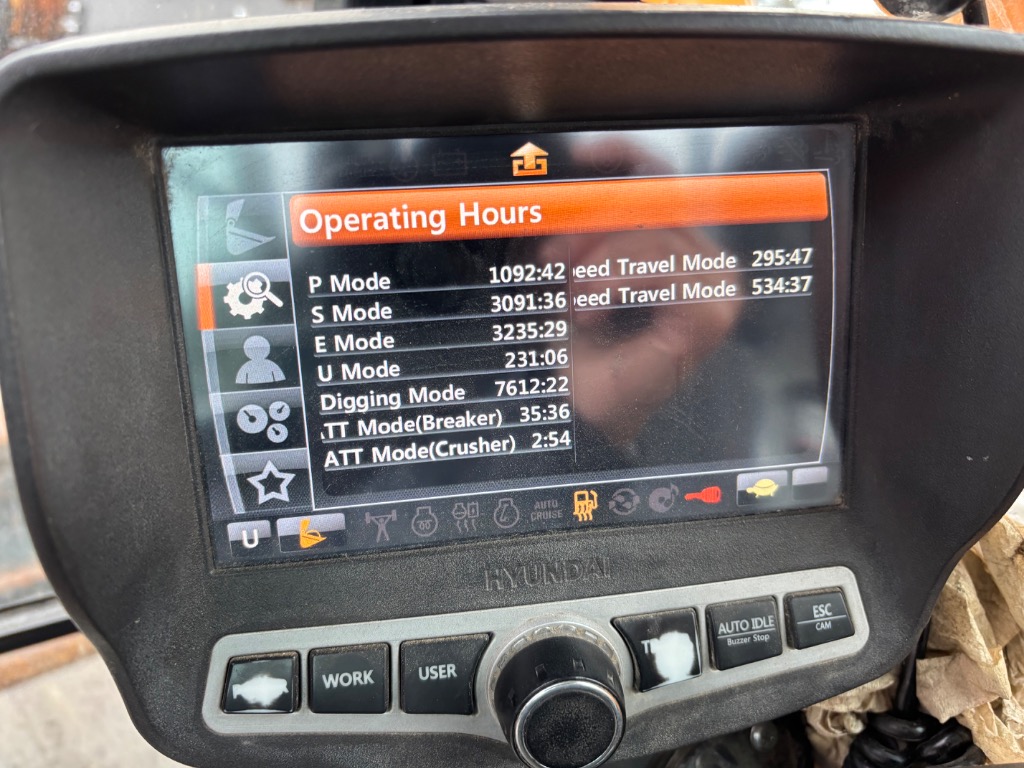 Operating Hours
P Mode 1092:42
S Mode 3091:36
E Mode 3235:29
U Mode 231:06
Digging Mode 7612:22
TT Mode(Breaker) 35:36
ATT Mode(Crusher) 2:54
eed Travel Mode 295:47
eed Travel Mode 534:37
AUTO
CRUISE
U
HYUNDAI
WORK
USER
AUTO IDLE
Buzzer Stop
ESC
CAM